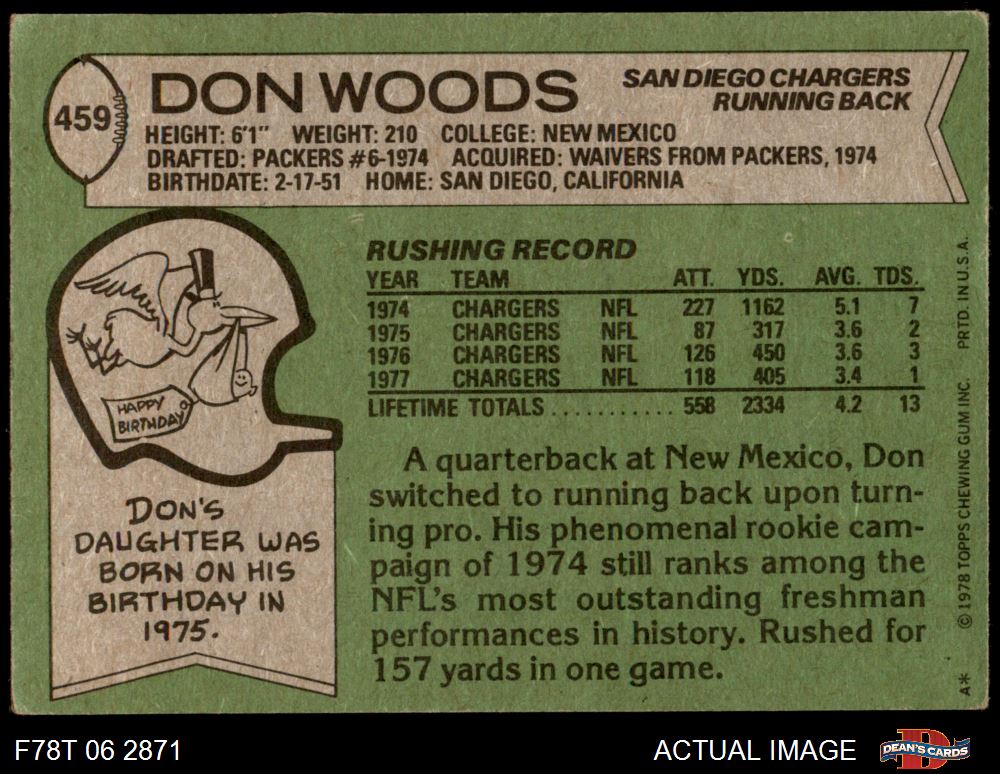 459
DON WOODS
SAN DIEGO CHARGERS
RUNNING BACK
HEIGHT: 6'1" WEIGHT: 210 COLLEGE: NEW MEXICO
DRAFTED: PACKERS #6-1974 ACQUIRED: WAIVERS FROM PACKERS, 1974
BIRTHDATE: 2-17-51 HOME: SAN DIEGO, CALIFORNIA
HAPPY
BIRTHDAY
DON'S
DAUGHTER WAS
BORN ON HIS
BIRTHDAY IN
1975.
RUSHING RECORD
YEAR TEAM ATT. YDS. AVG. TDS.
1974 CHARGERS NFL 227 1162 5.1 7
1975 CHARGERS NFL 87 317 3.6 2
1976 CHARGERS NFL 126 450 3.6 3
1977 CHARGERS NFL 118 405 3.4 1
LIFETIME TOTALS ........... 558 2334 4.2 13
A quarterback at New Mexico, Don
switched to running back upon turn-
ing pro. His phenomenal rookie cam-
paign of 1974 still ranks among the
NFL's most outstanding freshman
performances in history. Rushed for
157 yards in one game.
A* © 1978 TOPPS CHEWING GUM INC. PRTD. IN U.S.A.
F78T 06 2871
ACTUAL IMAGE
DEAN'S CARDS